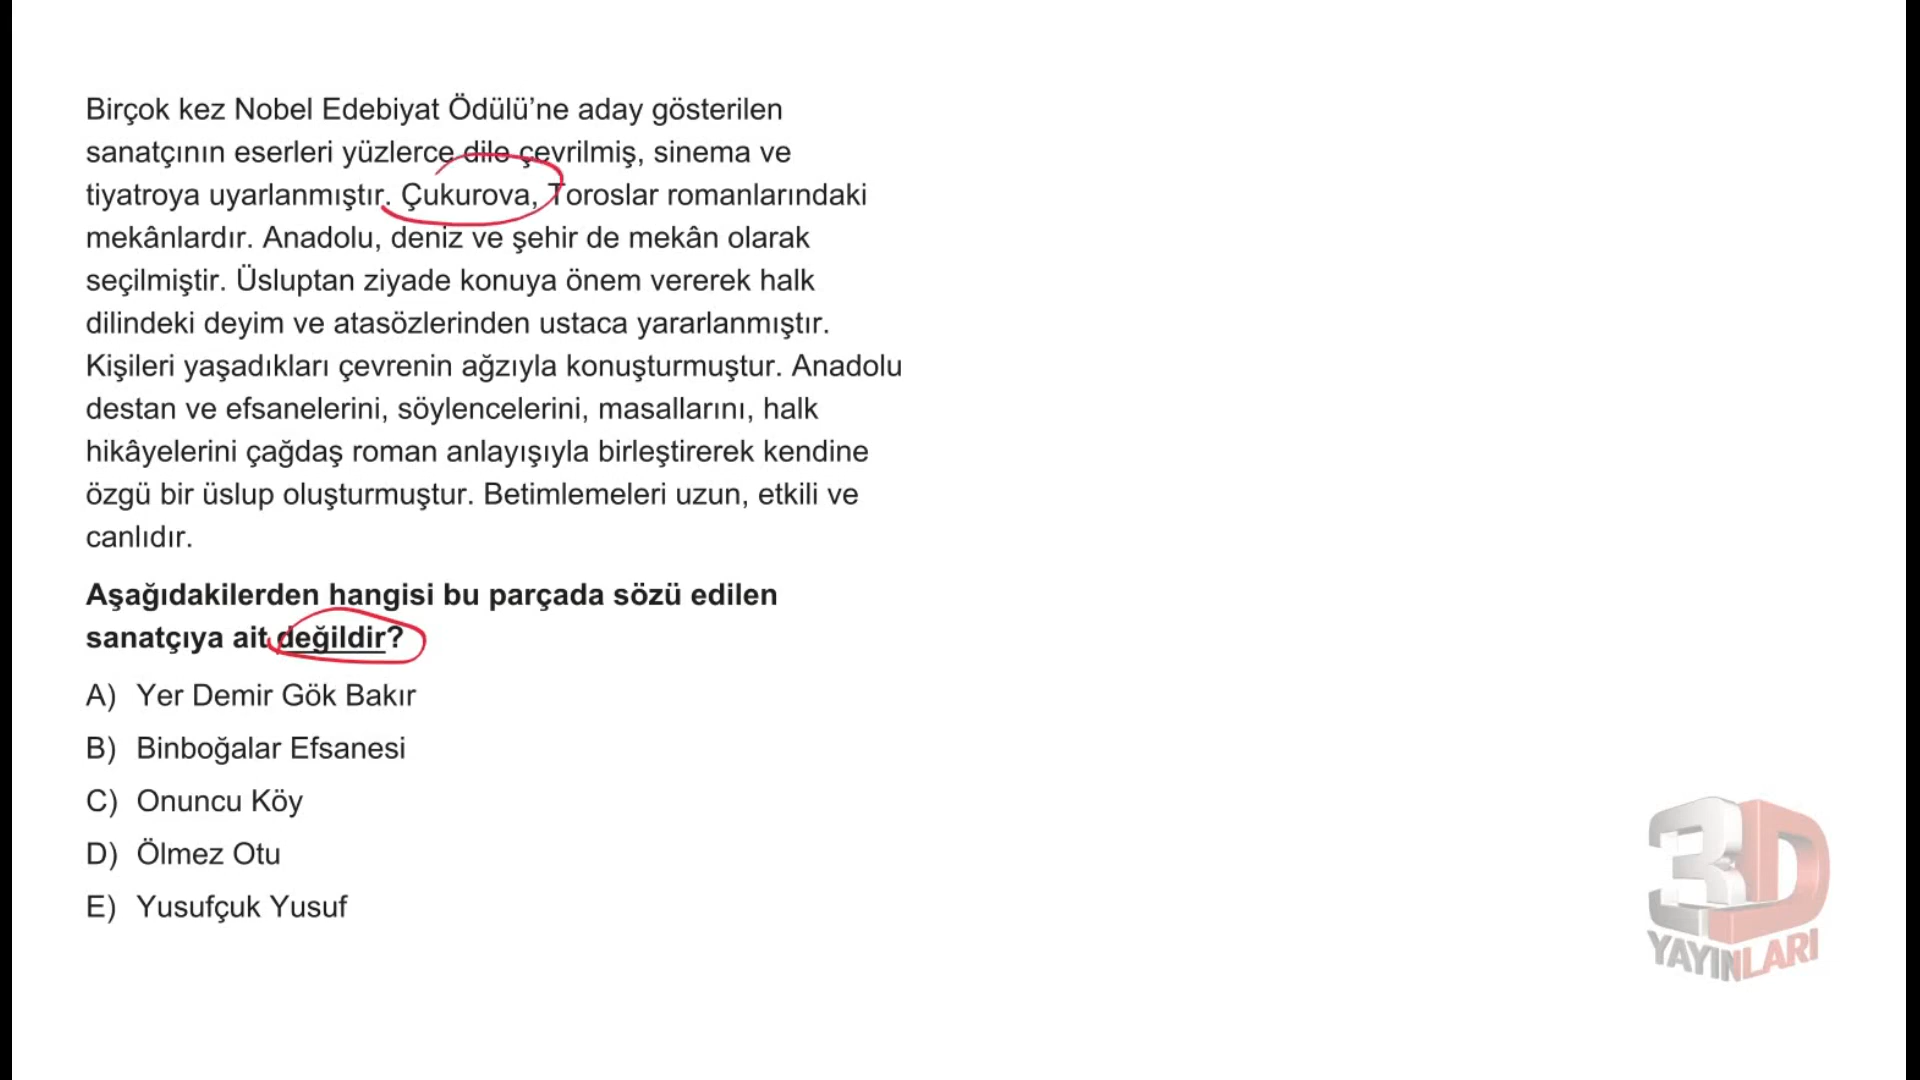 Birçok kez Nobel Edebiyat Ödülü’ne aday gösterilen
sanatçının eserleri yüzlerce dile çevrilmiş, sinema ve
tiyatroya uyarlanmıştır. Çukurova, Toroslar romanlarındaki
mekânlardır. Anadolu, deniz ve şehir de mekân olarak
seçilmiştir. Üsluptan ziyade konuya önem vererek halk
dilindeki deyim ve atasözlerinden ustaca yararlanmıştır.
Kişileri yaşadıkları çevrenin ağzıyla konuşturmuştur. Anadolu
destan ve efsanelerini, söylencelerini, masallarını, halk
hikâyelerini çağdaş roman anlayışıyla birleştirerek kendine
özgü bir üslup oluşturmuştur. Betimlemeleri uzun, etkili ve
canlıdır.
Aşağıdakilerden hangisi bu parçada sözü edilen
sanatçıya ait değildir?
A) Yer Demir Gök Bakır
B) Binboğalar Efsanesi
C) Onuncu Köy
D) Ölmez Otu
E) Yusufçuk Yusuf
3D
YAYINLARI